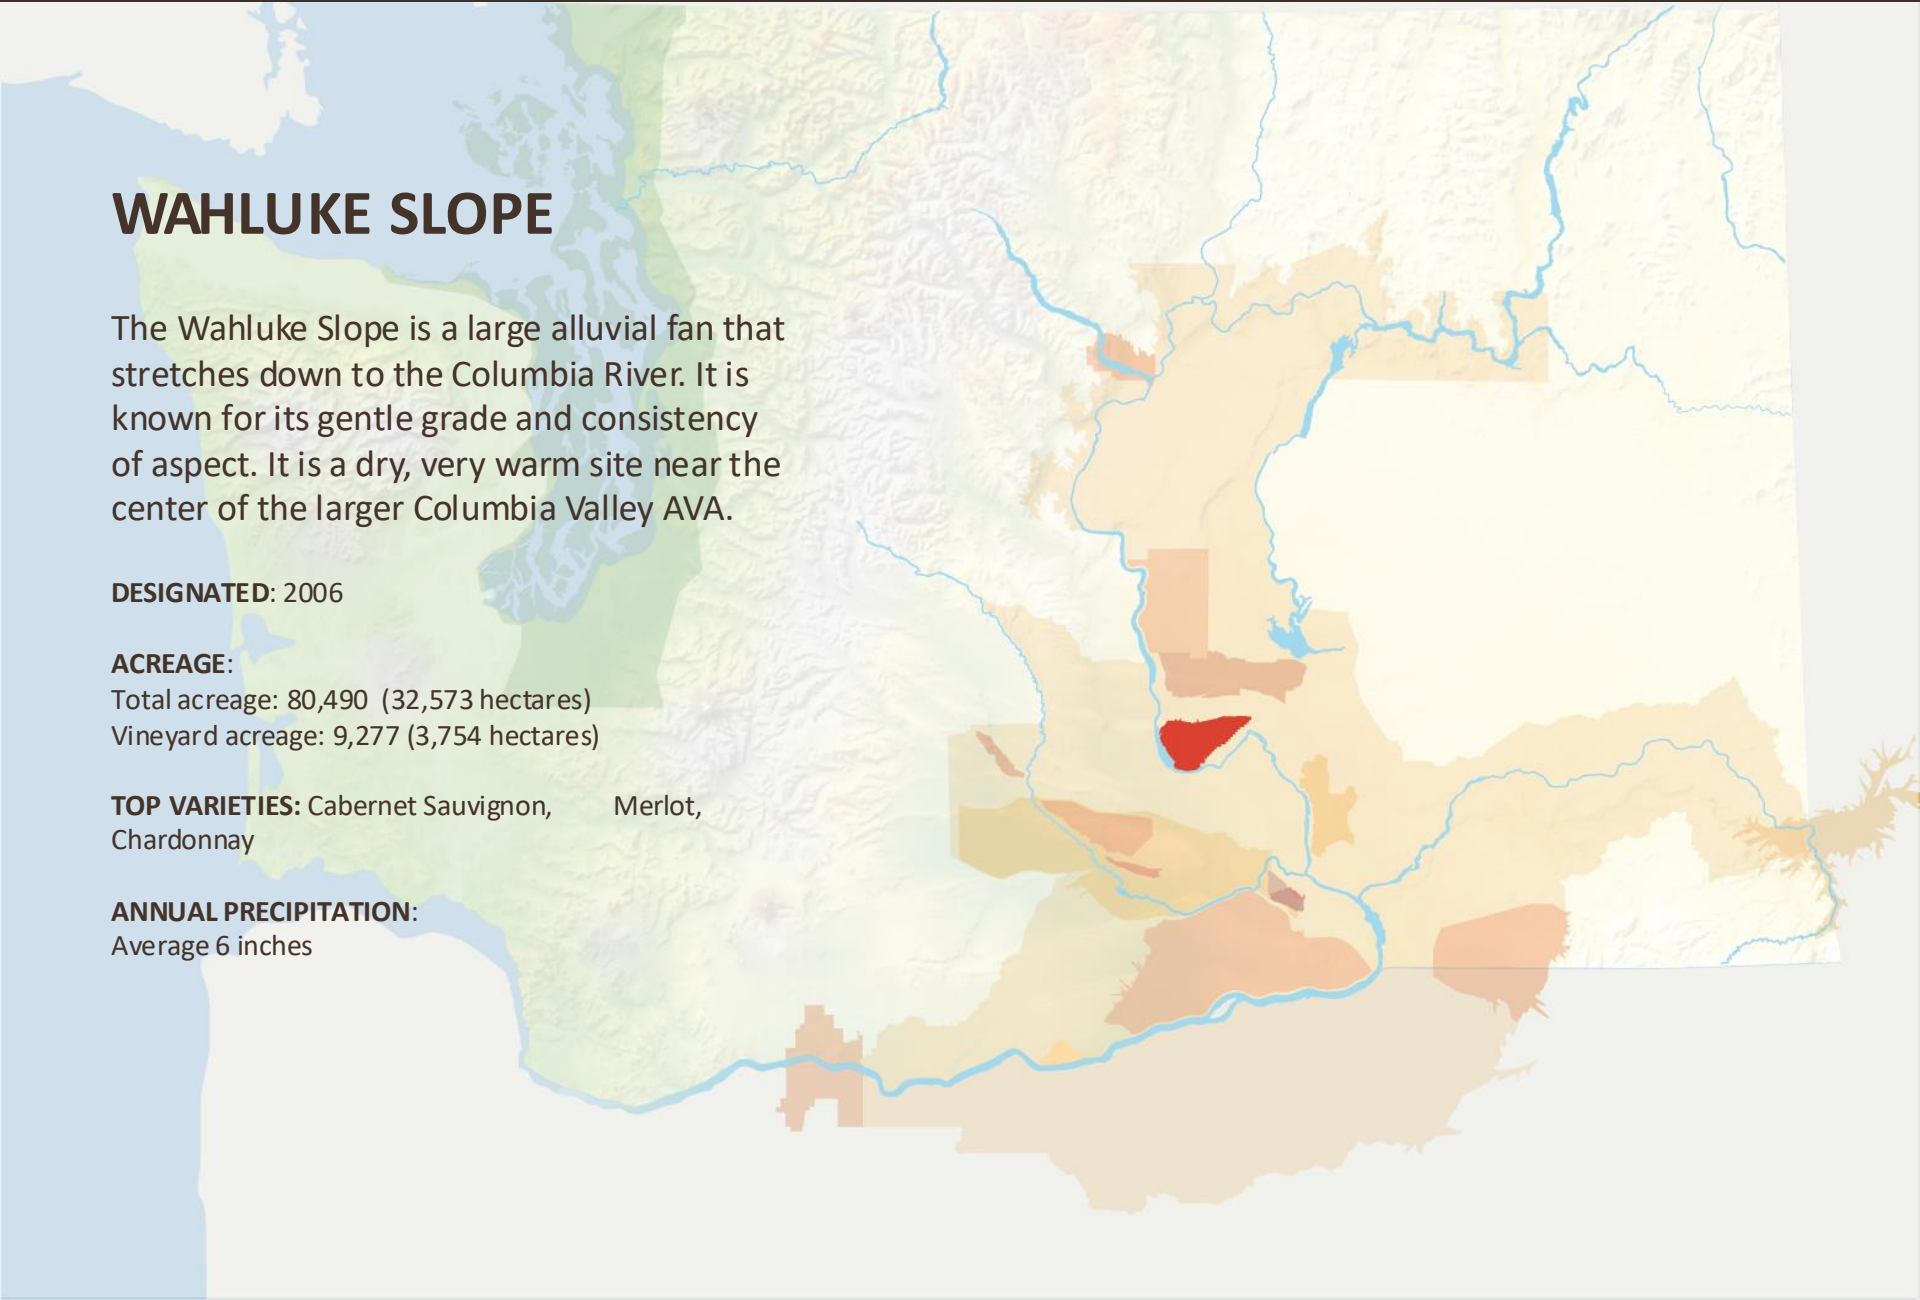 WAHLUKE SLOPE
The Wahluke Slope is a large alluvial fan that
stretches down to the Columbia River. It is
known for its gentle grade and consistency
of aspect. It is a dry, very warm site near the
center of the larger Columbia Valley AVA.
DESIGNATED: 2006
ACREAGE:
Total acreage: 80,490 (32,573 hectares)
Vineyard acreage: 9,277 (3,754 hectares)
TOP VARIETIES: Cabernet Sauvignon, Merlot,
Chardonnay
ANNUAL PRECIPITATION:
Average 6 inches